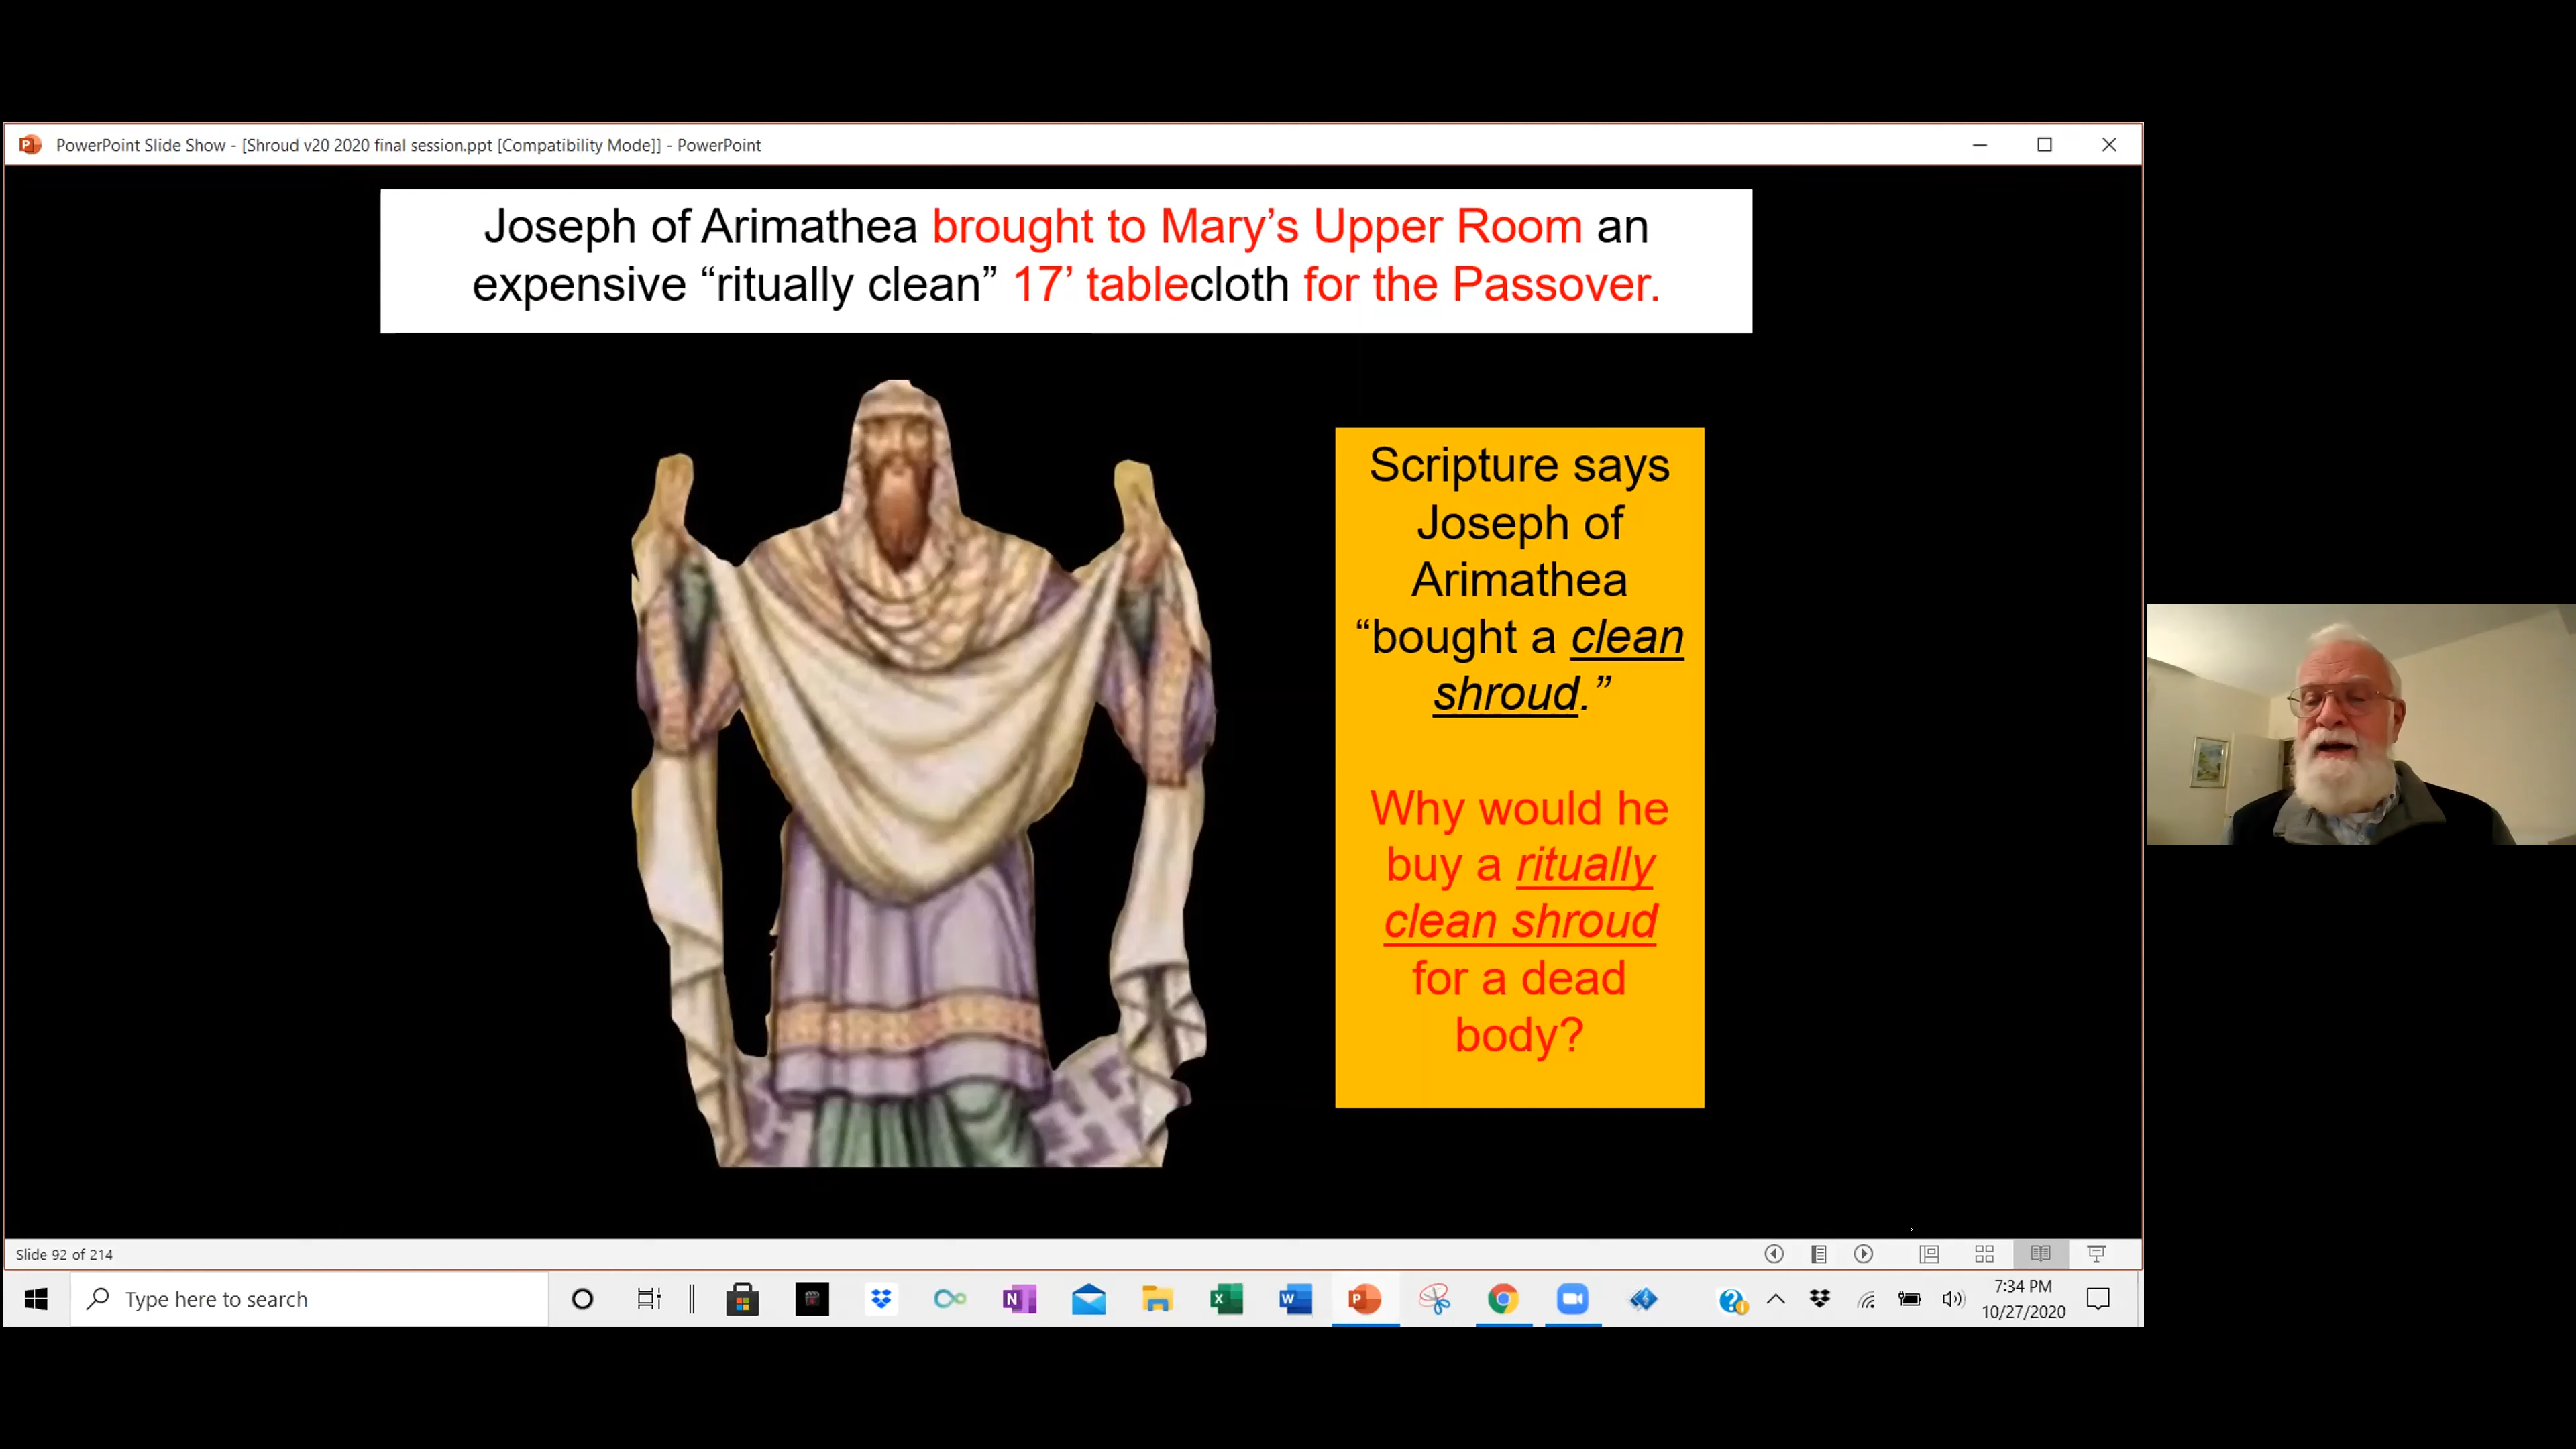 PowerPoint Slide Show - [Shroud v20 2020 final session.ppt [Compatibility Mode]] - PowerPoint
Joseph of Arimathea brought to Mary’s Upper Room an
expensive “ritually clean” 17’ tablecloth for the Passover.
Scripture says
Joseph of
Arimathea
“bought a clean
shroud.”
Why would he
buy a ritually
clean shroud
for a dead
body?
Slide 92 of 214
Type here to search
7:34 PM
10/27/2020